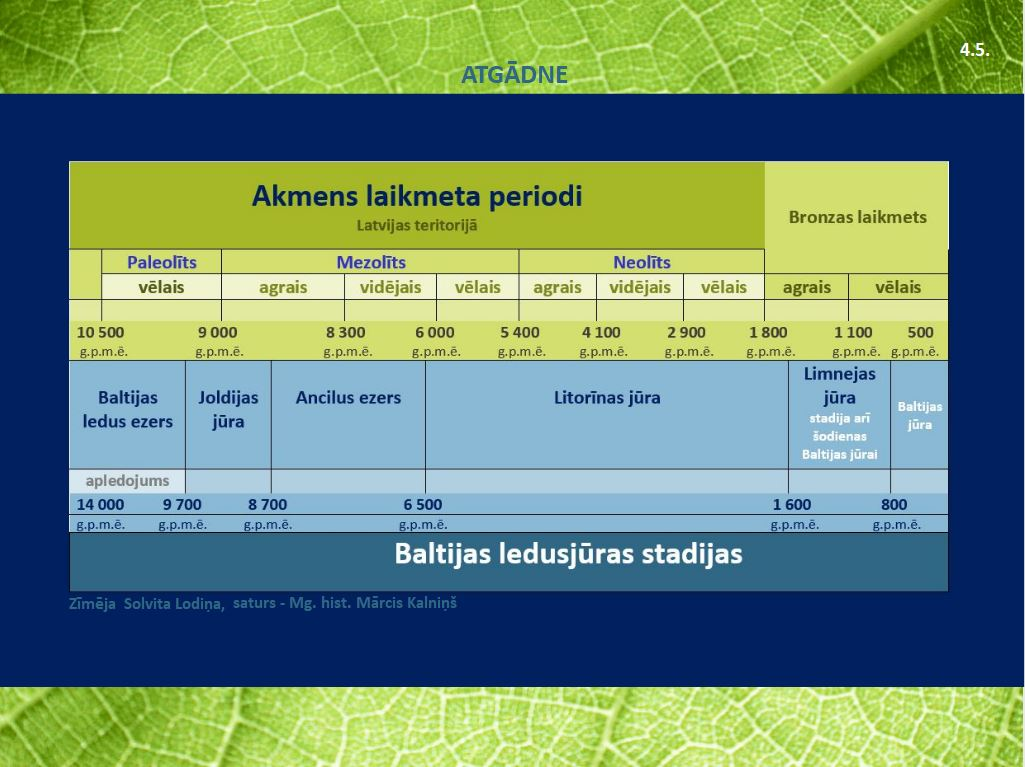 4.5.
ATGĀDNE
Akmens laikmeta periodi
Latvijas teritorijā
Bronzas laikmets
Paleolīts Mezolīts Neolīts
vēlais agrais vidējais vēlais agrais vidējais vēlais agrais vēlais
10 500 9 000 8 300 6 000 5 400 4 100 2 900 1 800 1 100 500
g.p.m.ē. g.p.m.ē. g.p.m.ē. g.p.m.ē. g.p.m.ē. g.p.m.ē. g.p.m.ē. g.p.m.ē. g.p.m.ē. g.p.m.ē.
Baltijas
ledus ezers
Joldijas
jūra
Ancilus ezers
Litorīnas jūra
Limnejas
jūra
stadija arī
šodienas
Baltijas jūrai
Baltijas
jūra
apledojums
14 000 9 700 8 700 6 500 1 600 800
g.p.m.ē. g.p.m.ē. g.p.m.ē. g.p.m.ē. g.p.m.ē. g.p.m.ē.
Baltijas ledusjūras stadijas
Zīmēja Solvita Lodiņa, saturs - Mg. hist. Mārcis Kalniņš